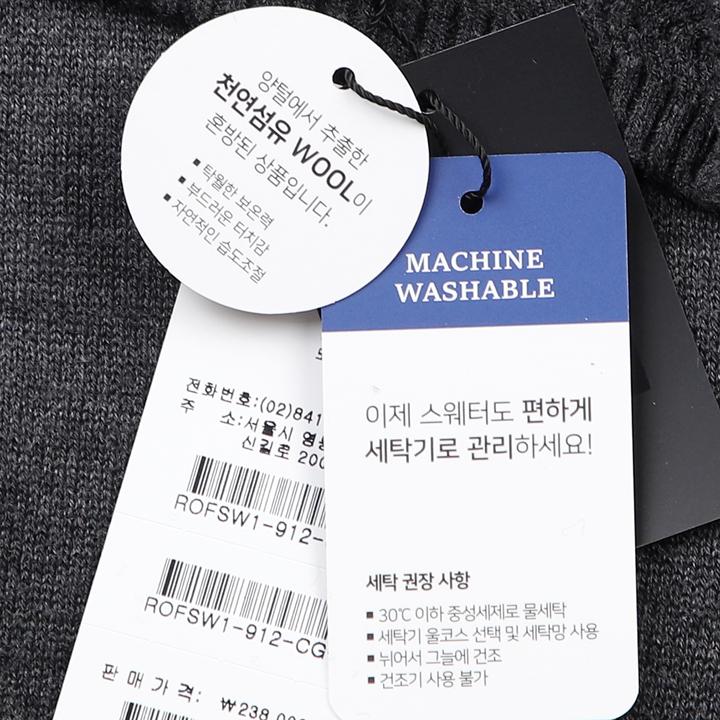 양털에서 추출한
천연섬유 WOOL이
혼방된 상품입니다.
▪ 탁월한 보온력
▪ 부드러운 터치감
▪ 자연적인 습도조절
MACHINE
WASHABLE
이제 스웨터도 편하게
세탁기로 관리하세요!
세탁 권장 사항
▪ 30℃ 이하 중성세제로 물세탁
▪ 세탁기 울코스 선택 및 세탁망 사용
▪ 뉘어서 그늘에 건조
▪ 건조기 사용 불가
전화번호:(02)841
주 소:서울시 영등
신길로 200
ROFSW1-912-
ROFSW1-912-CG
판매가격: ₩238,000